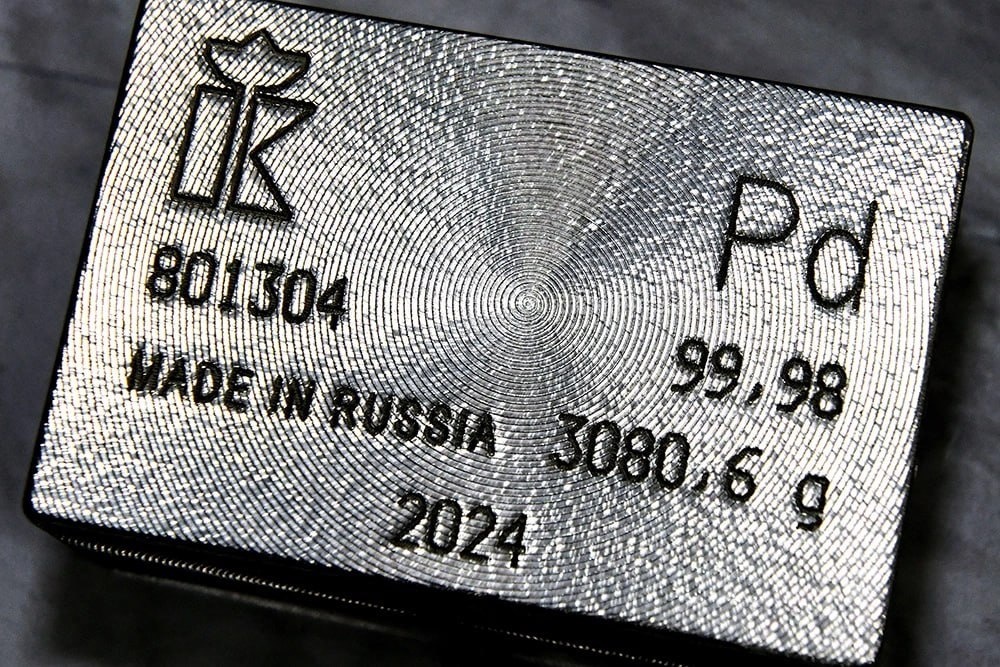 Pd
801304
99,98
MADE IN RUSSIA
3080,6 g
2024